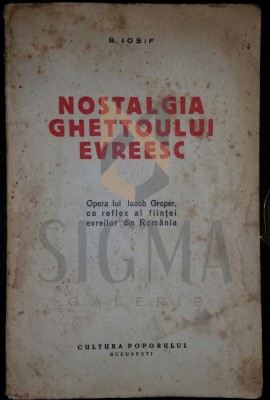 B. IOSIF
NOSTALGIA
GHETTOULUI
EVREESC
Opera lui Iacob Groper,
ca reflex al ființei
evreilor din România
SIGMA
GALERIE
CULTURA POPORULUI
BUCUREȘTI